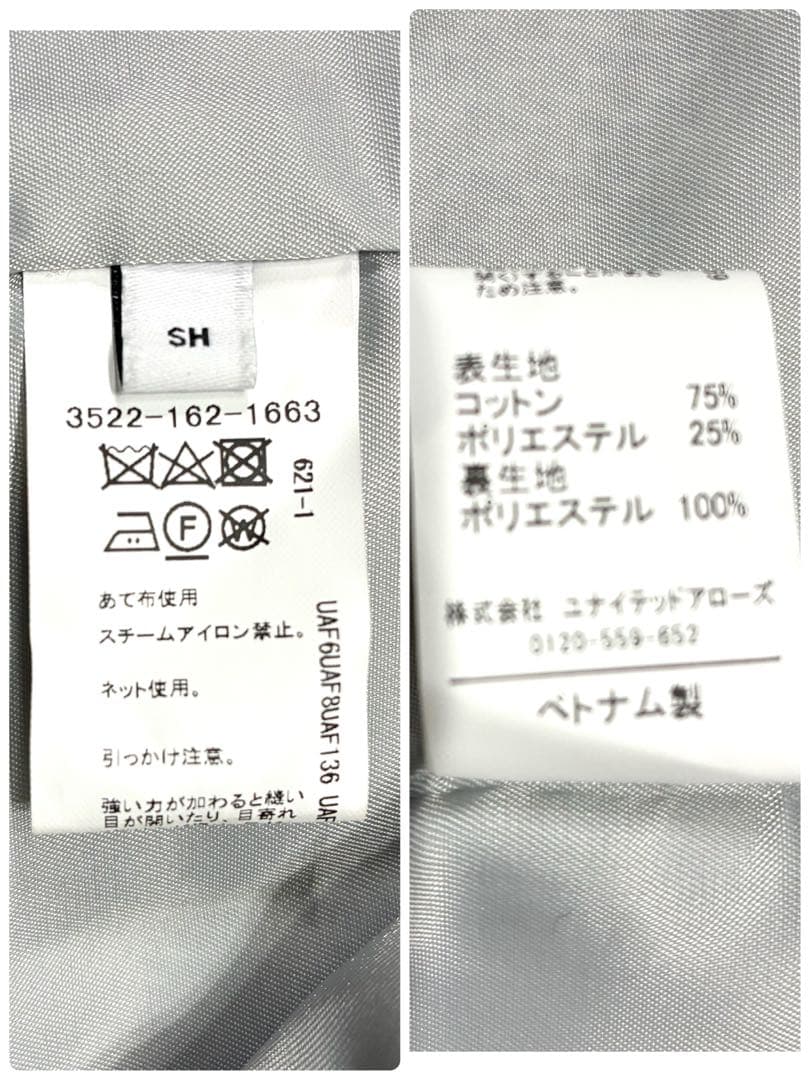 SH
3522-162-1663
621-1
F
W
あて布使用
スチームアイロン禁止。
ネット使用。
引っかけ注意。
強い力が加わると縫い
目が開いたり、目寄れ
UAF6UAF8UAF136 UAF
ため注意。
表生地
コットン 75%
ポリエステル 25%
裏生地
ポリエステル 100%
株式会社 ユナイテッドアローズ
0120-559-652
ベトナム製